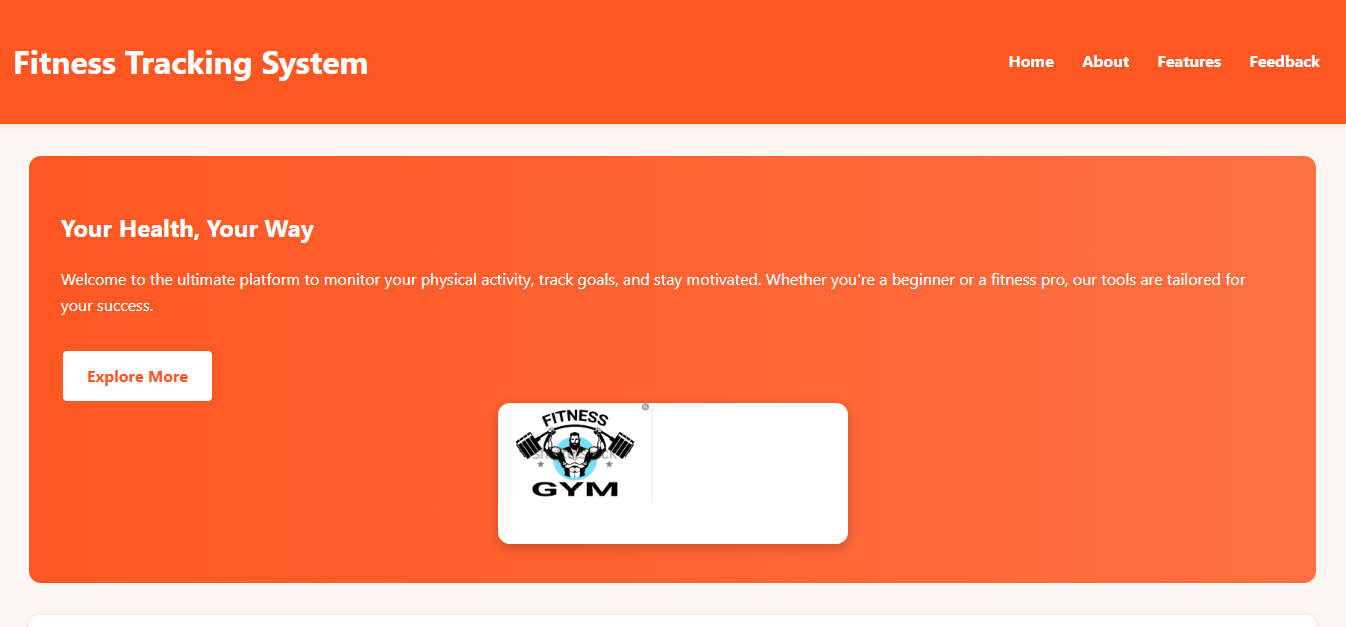 Fitness Tracking System
Home About Features Feedback
Your Health, Your Way
Welcome to the ultimate platform to monitor your physical activity, track goals, and stay motivated. Whether you're a beginner or a fitness pro, our tools are tailored for
your success.
Explore More
FITNESS
GYM